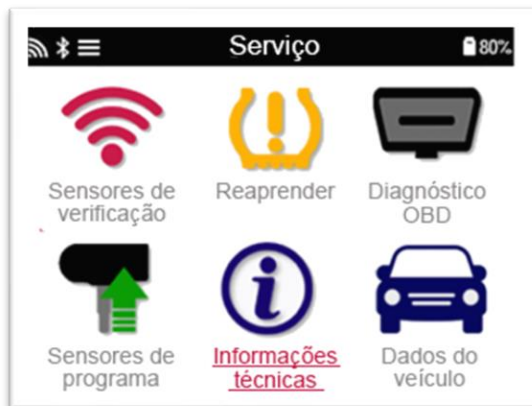 Serviço
80%
Sensores de
verificação
Reaprender
Diagnóstico
OBD
Sensores de
programa
Informações
técnicas
Dados do
veículo